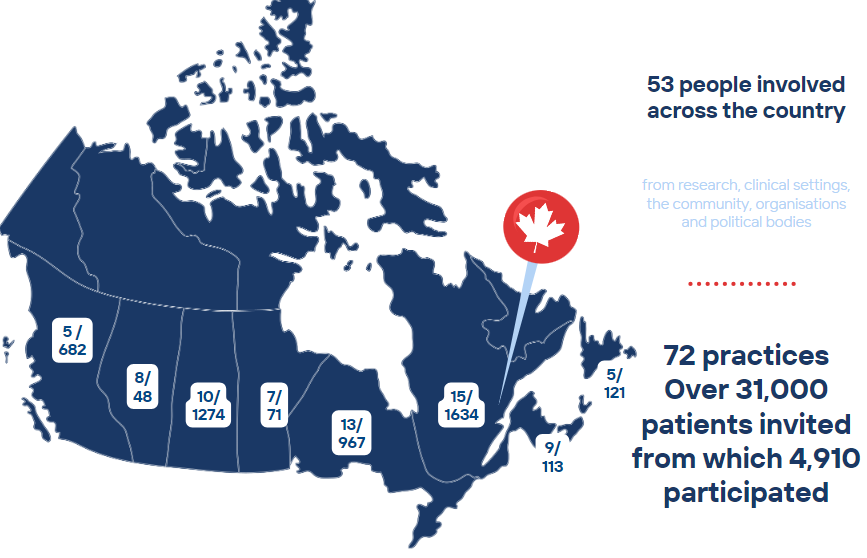 53 people involved
across the country
from research, clinical settings,
the community, organisations
and political bodies
5 /
682
8/
48
10/
1274
7/
71
13/
967
15/
1634
9/
113
5/
121
72 practices
Over 31,000
patients invited
from which 4,910
participated